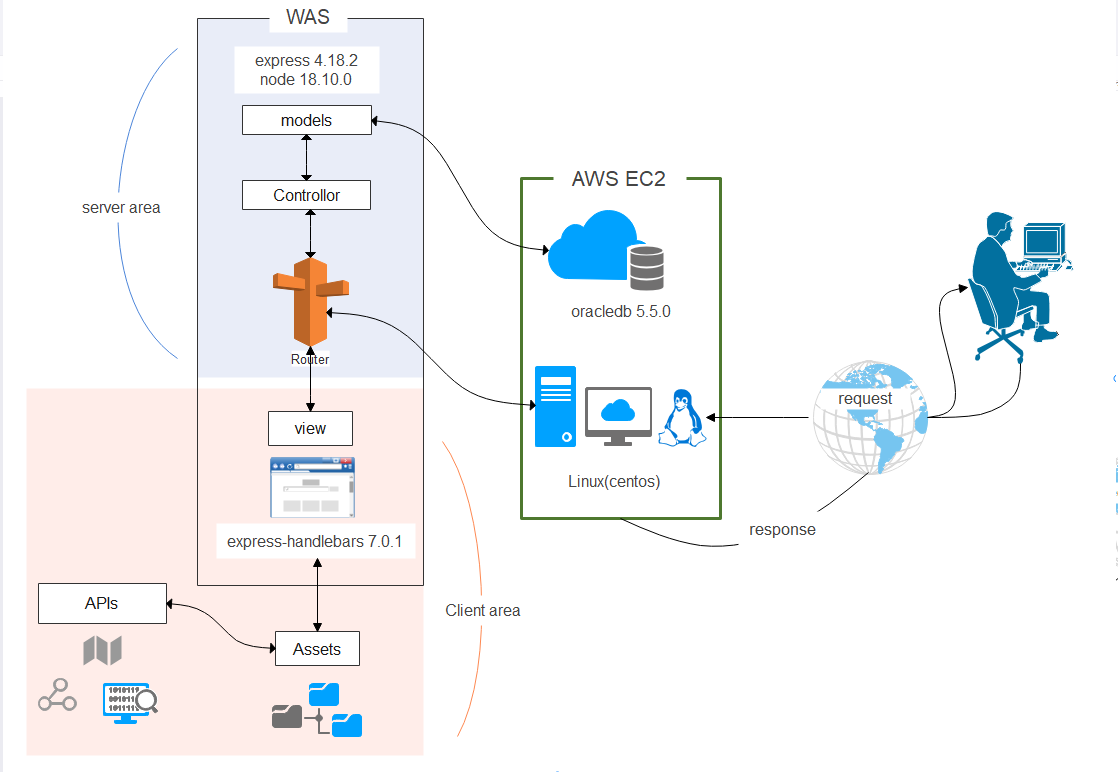 WAS
express 4.18.2
node 18.10.0
models
Controllor
server area
Router
view
express-handlebars 7.0.1
APIs
Assets
Client area
AWS EC2
oracledb 5.5.0
Linux(centos)
request
response